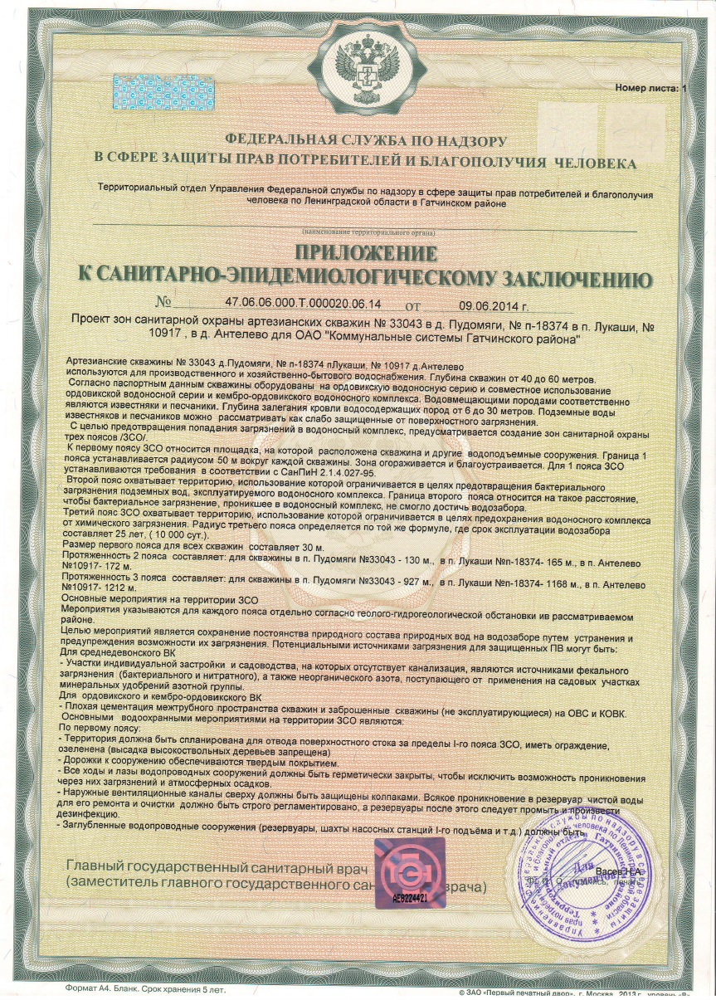 Номер листа: 1
ФЕДЕРАЛЬНАЯ СЛУЖБА ПО НАДЗОРУ
В СФЕРЕ ЗАЩИТЫ ПРАВ ПОТРЕБИТЕЛЕЙ И БЛАГОПОЛУЧИЯ ЧЕЛОВЕКА
Территориальный отдел Управления Федеральной службы по надзору в сфере защиты прав потребителей и благополучия
человека по Ленинградской области в Гатчинском районе
(наименование территориального органа)
ПРИЛОЖЕНИЕ
К САНИТАРНО-ЭПИДЕМИОЛОГИЧЕСКОМУ ЗАКЛЮЧЕНИЮ
№ 47.06.06.000.Т.000020.06.14 от 09.06.2014 г.
Проект зон санитарной охраны артезианских скважин № 33043 в д. Пудомяги, № п-18374 в п. Лукаши, №
10917 , в д. Антелево для ОАО "Коммунальные системы Гатчинского района"
Артезианские скважины № 33043 д.Пудомяги, № п-18374 пЛукаши, № 10917 д.Антелево
используются для производственного и хозяйственно-бытового водоснабжения. Глубина скважин от 40 до 60 метров.
Согласно паспортным данным скважины оборудованы на ордовикскую водоносную серию и совместное использование
ордовикской водоносной серии и кембро-ордовикского водоносного комплекса. Водовмещающими породами соответственно
являются известняки и песчаники. Глубина залегания кровли водосодержащих пород от 6 до 30 метров. Подземные воды
известняков и песчаников можно рассматривать как слабо защищенные от поверхностного загрязнения.
С целью предотвращения попадания загрязнений в водоносный комплекс, предусматривается создание зон санитарной охраны
трех поясов /ЗСО/.
К первому поясу ЗСО относится площадка, на которой расположена скважина и другие водоподъемные сооружения. Граница 1
пояса устанавливается радиусом 50 м вокруг каждой скважины. Зона огораживается и благоустраивается. Для 1 пояса ЗСО
устанавливаются требования в соответствии с СанПиН 2.1.4.027-95.
Второй пояс охватывает территорию, использование которой ограничивается в целях предотвращения бактериального
загрязнения подземных вод, эксплуатируемого водоносного комплекса. Граница второго пояса относится на такое расстояние,
чтобы бактериальное загрязнение, проникшее в водоносный комплекс, не смогло достичь водозабора.
Третий пояс ЗСО охватывает территорию, использование которой ограничивается в целях предохранения водоносного комплекса
от химического загрязнения. Радиус третьего пояса определяется по той же формуле, где срок эксплуатации водозабора
составляет 25 лет, ( 10 000 сут.).
Размер первого пояса для всех скважин составляет 30 м.
Протяженность 2 пояса составляет: для скважины в п. Пудомяги №33043 - 130 м., в п. Лукаши №п-18374- 165 м., в п. Антелево
№10917- 172 м.
Протяженность 3 пояса составляет: для скважины в п. Пудомяги №33043 - 927 м., в п. Лукаши №п-18374- 1168 м., в п. Антелево
№10917- 1212 м.
Основные мероприятия на территории ЗСО
Мероприятия указываются для каждого пояса отдельно согласно геолого-гидрогеологической обстановки ив рассматриваемом
районе.
Целью мероприятий является сохранение постоянства природного состава природных вод на водозаборе путем устранения и
предупреждения возможности их загрязнения. Потенциальными источниками загрязнения для защищенных ПВ могут быть:
Для среднедевонского ВК
- Участки индивидуальной застройки и садоводства, на которых отсутствует канализация, являются источниками фекального
загрязнения (бактериального и нитратного), а также неорганического азота, поступающего от применения на садовых участках
минеральных удобрений азотной группы.
Для ордовикского и кембро-ордовикского ВК
- Плохая цементация межтрубного пространства скважин и заброшенные скважины (не эксплуатирующиеся) на ОВС и КОВК.
Основными водоохранными мероприятиями на территории ЗСО являются:
По первому поясу:
- Территория должна быть спланирована для отвода поверхностного стока за пределы I-го пояса ЗСО, иметь ограждение,
озеленена (высадка высокоствольных деревьев запрещена)
- Дорожки к сооружению обеспечиваются твердым покрытием.
- Все ходы и лазы водопроводных сооружений должны быть герметически закрыты, чтобы исключить возможность проникновения
через них загрязнений и атмосферных осадков.
- Наружные вентиляционные каналы сверху должны быть защищены колпаками. Всякое проникновение в резервуар чистой воды
для его ремонта и очистки должно быть строго регламентировано, а резервуары после этого следует промыть и произвести
дезинфекцию.
- Заглубленные водопроводные сооружения (резервуары, шахты насосных станций I-го подъёма и т.д.) должны быть
Главный государственный санитарный врач
(заместитель главного государственного сан врача)
АЕ8224421
Васев Н.А.
Для
документов
Формат А4. Бланк. Срок хранения 5 лет.
© ЗАО «Первый печатный двор», г. Москва, 2013 г., уровень «В»